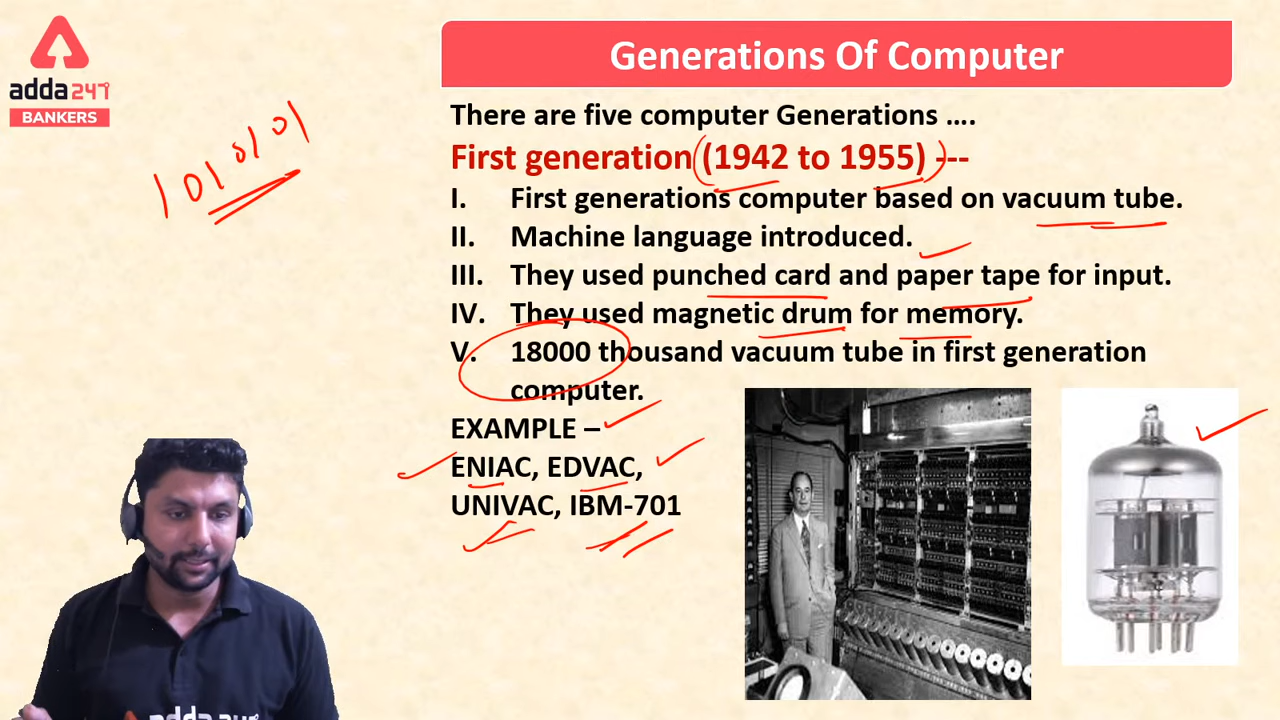 adda247
BANKERS
1010101
Generations Of Computer
There are five computer Generations ....
First generation (1942 to 1955) ---
I. First generations computer based on vacuum tube.
II. Machine language introduced.
III. They used punched card and paper tape for input.
IV. They used magnetic drum for memory.
V. 18000 thousand vacuum tube in first generation
computer.
EXAMPLE –
ENIAC, EDVAC,
UNIVAC, IBM-701
adda247